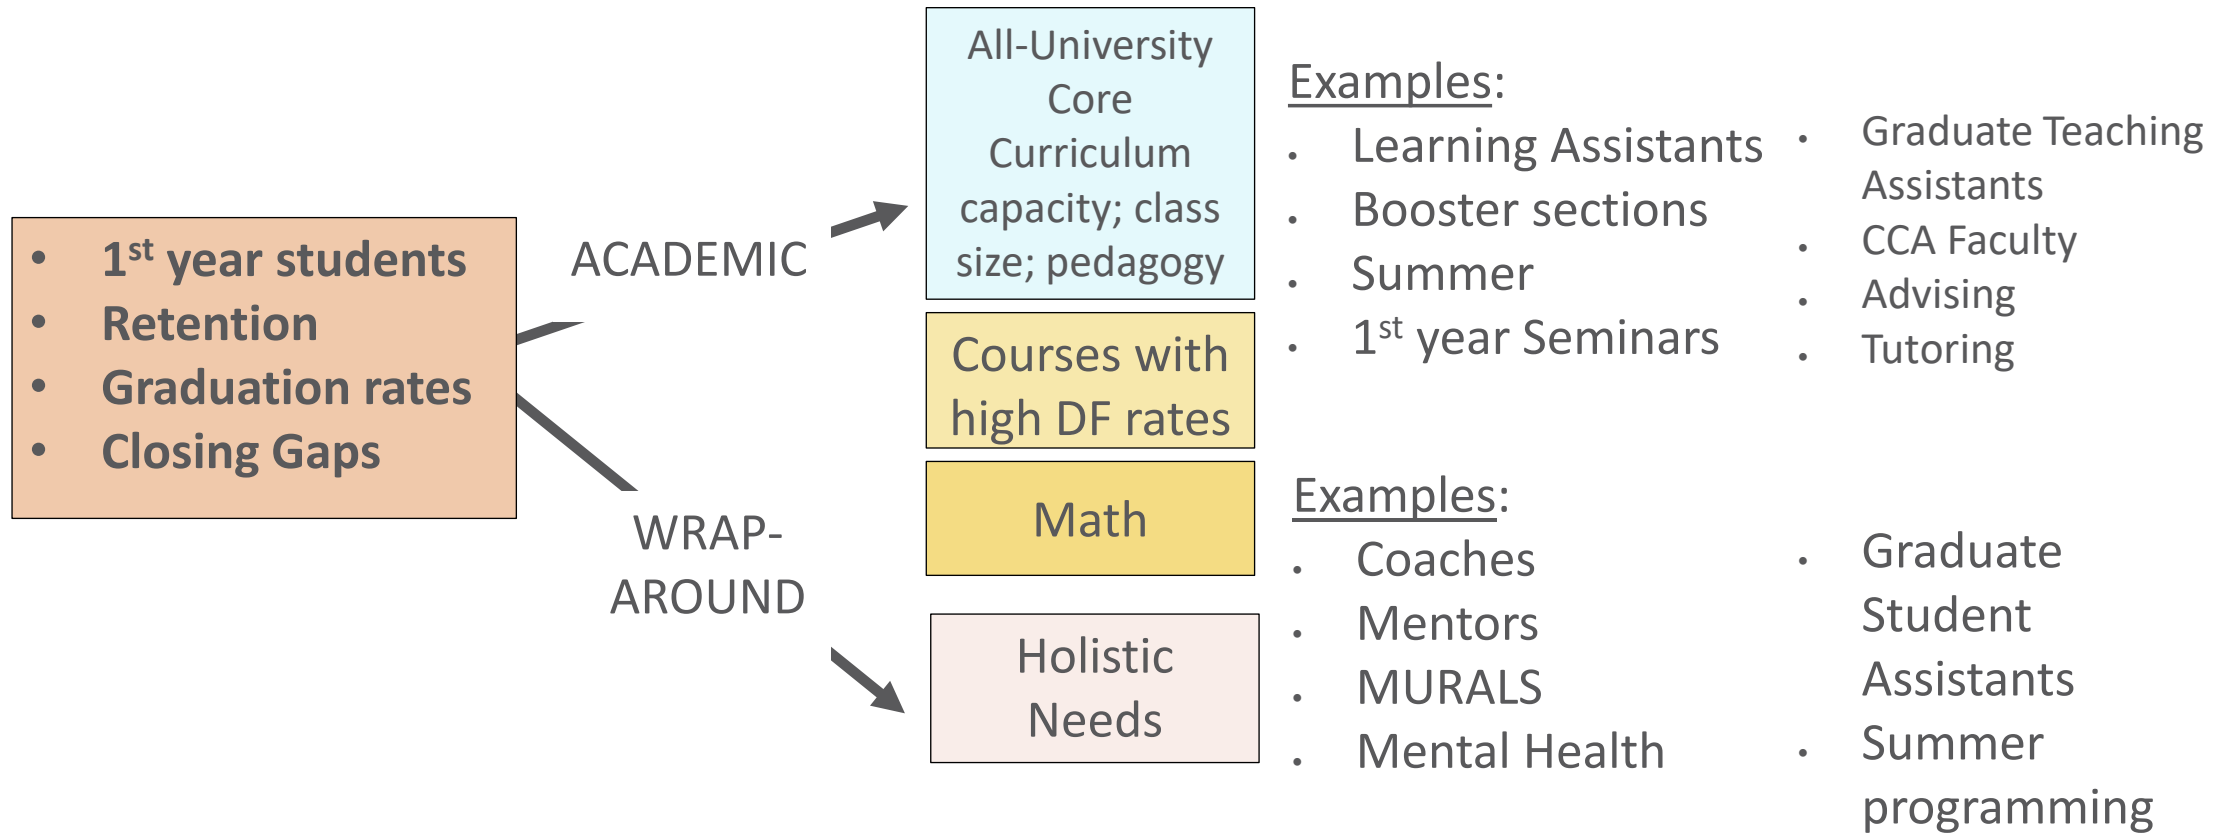 • 1st year students
• Retention
• Graduation rates
• Closing Gaps
ACADEMIC
WRAP-
AROUND
All-University
Core
Curriculum
capacity; class
size; pedagogy
Courses with
high DF rates
Math
Holistic
Needs
Examples:
• Learning Assistants
• Booster sections
• Summer
• 1st year Seminars
• Graduate Teaching
Assistants
• CCA Faculty
• Advising
• Tutoring
Examples:
• Coaches
• Mentors
• MURALS
• Mental Health
• Graduate
Student
Assistants
• Summer
programming